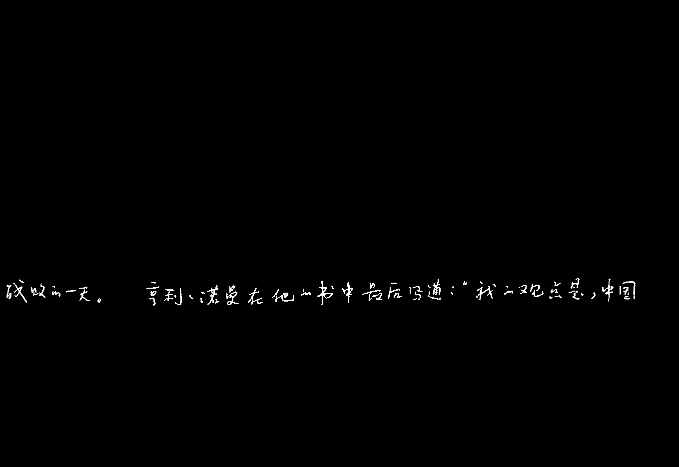 战败的一天。 亨利、诺曼在他的书中最后写道：“我的观点是，中国